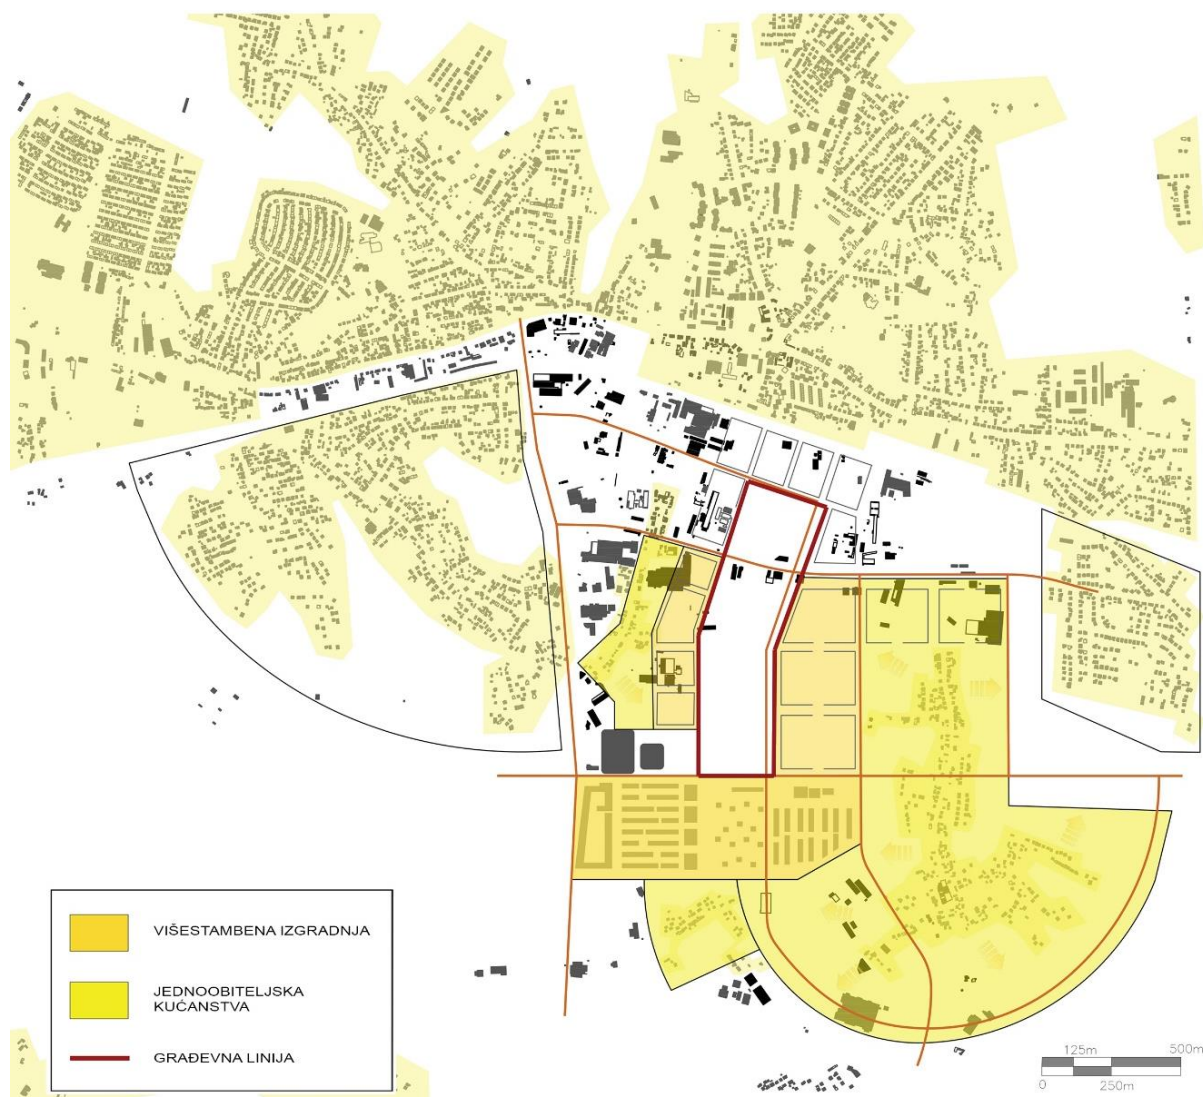 VIŠESTAMBENA IZGRADNJA
JEDNOOBITELJSKA
KUĆANSTVA
GRAĐEVNA LINIJA
125m 500m
0 250m